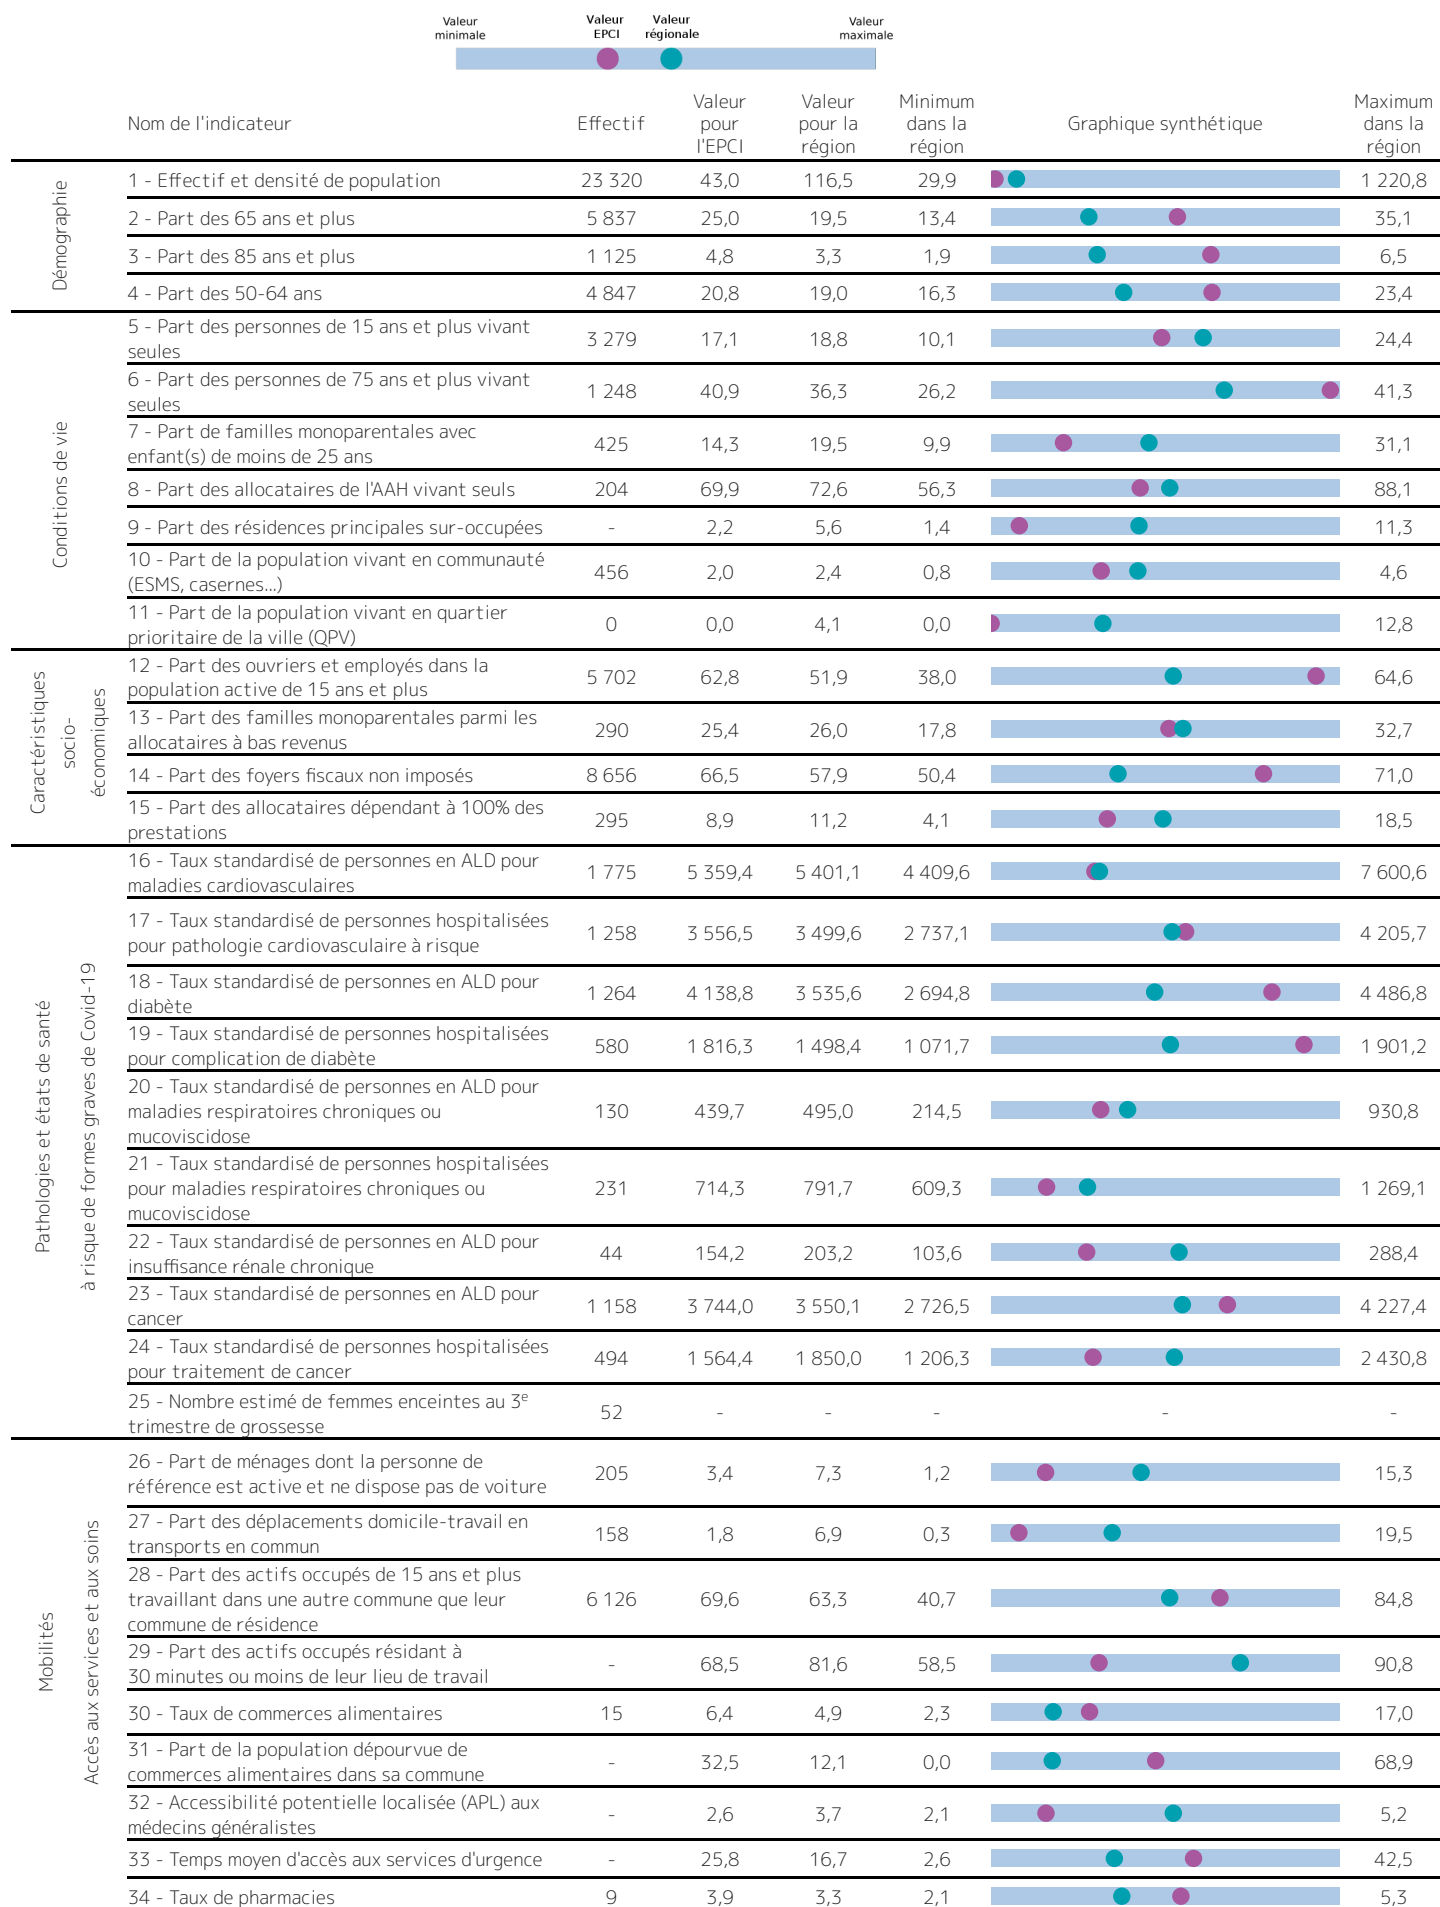 Valeur minimale
Valeur EPCI
Valeur régionale
Valeur maximale
Nom de l'indicateur
Effectif
Valeur pour l'EPCI
Valeur pour la région
Minimum dans la région
Graphique synthétique
Maximum dans la région
Démographie
1 - Effectif et densité de population 23 320 43,0 116,5 29,9 1 220,8
2 - Part des 65 ans et plus 5 837 25,0 19,5 13,4 35,1
3 - Part des 85 ans et plus 1 125 4,8 3,3 1,9 6,5
4 - Part des 50-64 ans 4 847 20,8 19,0 16,3 23,4
Conditions de vie
5 - Part des personnes de 15 ans et plus vivant
seules 3 279 17,1 18,8 10,1 24,4
6 - Part des personnes de 75 ans et plus vivant
seules 1 248 40,9 36,3 26,2 41,3
7 - Part de familles monoparentales avec
enfant(s) de moins de 25 ans 425 14,3 19,5 9,9 31,1
8 - Part des allocataires de l'AAH vivant seuls 204 69,9 72,6 56,3 88,1
9 - Part des résidences principales sur-occupées - 2,2 5,6 1,4 11,3
10 - Part de la population vivant en communauté
(ESMS, casernes...) 456 2,0 2,4 0,8 4,6
11 - Part de la population vivant en quartier
prioritaire de la ville (QPV) 0 0,0 4,1 0,0 12,8
Caractéristiques
socio-
économiques
12 - Part des ouvriers et employés dans la
population active de 15 ans et plus 5 702 62,8 51,9 38,0 64,6
13 - Part des familles monoparentales parmi les
allocataires à bas revenus 290 25,4 26,0 17,8 32,7
14 - Part des foyers fiscaux non imposés 8 656 66,5 57,9 50,4 71,0
15 - Part des allocataires dépendant à 100% des
prestations 295 8,9 11,2 4,1 18,5
Pathologies et états de santé
à risque de formes graves de Covid-19
16 - Taux standardisé de personnes en ALD pour
maladies cardiovasculaires 1 775 5 359,4 5 401,1 4 409,6 7 600,6
17 - Taux standardisé de personnes hospitalisées
pour pathologie cardiovasculaire à risque 1 258 3 556,5 3 499,6 2 737,1 4 205,7
18 - Taux standardisé de personnes en ALD pour
diabète 1 264 4 138,8 3 535,6 2 694,8 4 486,8
19 - Taux standardisé de personnes hospitalisées
pour complication de diabète 580 1 816,3 1 498,4 1 071,7 1 901,2
20 - Taux standardisé de personnes en ALD pour
maladies respiratoires chroniques ou
mucoviscidose 130 439,7 495,0 214,5 930,8
21 - Taux standardisé de personnes hospitalisées
pour maladies respiratoires chroniques ou
mucoviscidose 231 714,3 791,7 609,3 1 269,1
22 - Taux standardisé de personnes en ALD pour
insuffisance rénale chronique 44 154,2 203,2 103,6 288,4
23 - Taux standardisé de personnes en ALD pour
cancer 1 158 3 744,0 3 550,1 2 726,5 4 227,4
24 - Taux standardisé de personnes hospitalisées
pour traitement de cancer 494 1 564,4 1 850,0 1 206,3 2 430,8
25 - Nombre estimé de femmes enceintes au 3e
trimestre de grossesse 52 - - - - -
Mobilités
Accès aux services et aux soins
26 - Part de ménages dont la personne de
référence est active et ne dispose pas de voiture 205 3,4 7,3 1,2 15,3
27 - Part des déplacements domicile-travail en
transports en commun 158 1,8 6,9 0,3 19,5
28 - Part des actifs occupés de 15 ans et plus
travaillant dans une autre commune que leur
commune de résidence 6 126 69,6 63,3 40,7 84,8
29 - Part des actifs occupés résidant à
30 minutes ou moins de leur lieu de travail - 68,5 81,6 58,5 90,8
30 - Taux de commerces alimentaires 15 6,4 4,9 2,3 17,0
31 - Part de la population dépourvue de
commerces alimentaires dans sa commune - 32,5 12,1 0,0 68,9
32 - Accessibilité potentielle localisée (APL) aux
médecins généralistes - 2,6 3,7 2,1 5,2
33 - Temps moyen d'accès aux services d'urgence - 25,8 16,7 2,6 42,5
34 - Taux de pharmacies 9 3,9 3,3 2,1 5,3